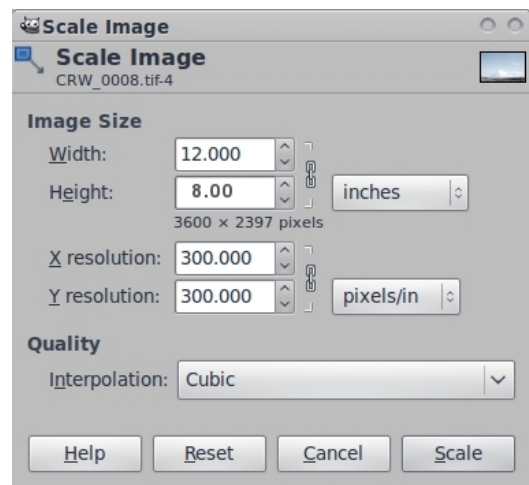 Scale Image
Scale Image
CRW_0008.tif-4
Image Size
Width: 12.000
Height: 8.00 inches
3600 × 2397 pixels
X resolution: 300.000
Y resolution: 300.000 pixels/in
Quality
Interpolation: Cubic
Help Reset Cancel Scale